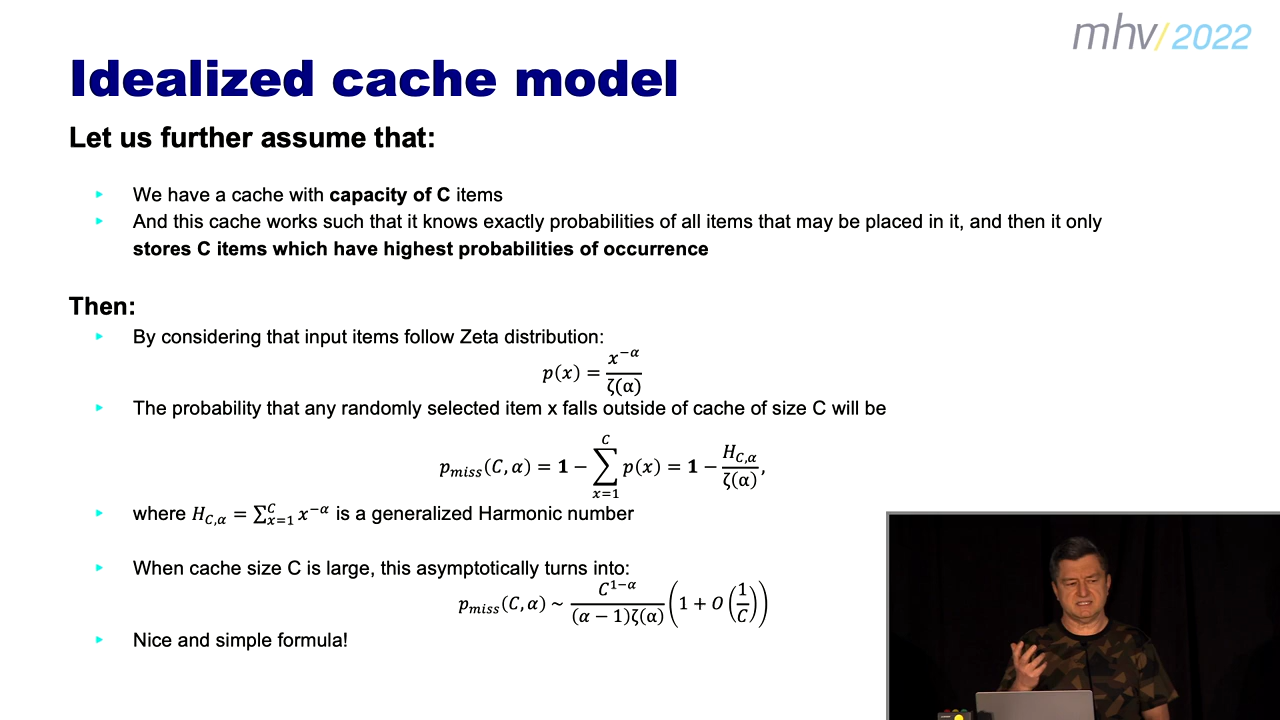 mhv/2022
Idealized cache model
Let us further assume that:
▸ We have a cache with capacity of C items
▸ And this cache works such that it knows exactly probabilities of all items that may be placed in it, and then it only
stores C items which have highest probabilities of occurrence
Then:
▸ By considering that input items follow Zeta distribution:
p(x) = x^{−α} / ζ(α)
▸ The probability that any randomly selected item x falls outside of cache of size C will be
p_{miss}(C, α) = 1 − ∑_{x=1}^{C} p(x) = 1 − H_{C,α} / ζ(α),
▸ where H_{C,α} = ∑_{x=1}^{C} x^{−α} is a generalized Harmonic number
▸ When cache size C is large, this asymptotically turns into:
p_{miss}(C, α) ~ C^{1−α} / ((α − 1)ζ(α)) (1 + O(1/C))
▸ Nice and simple formula!